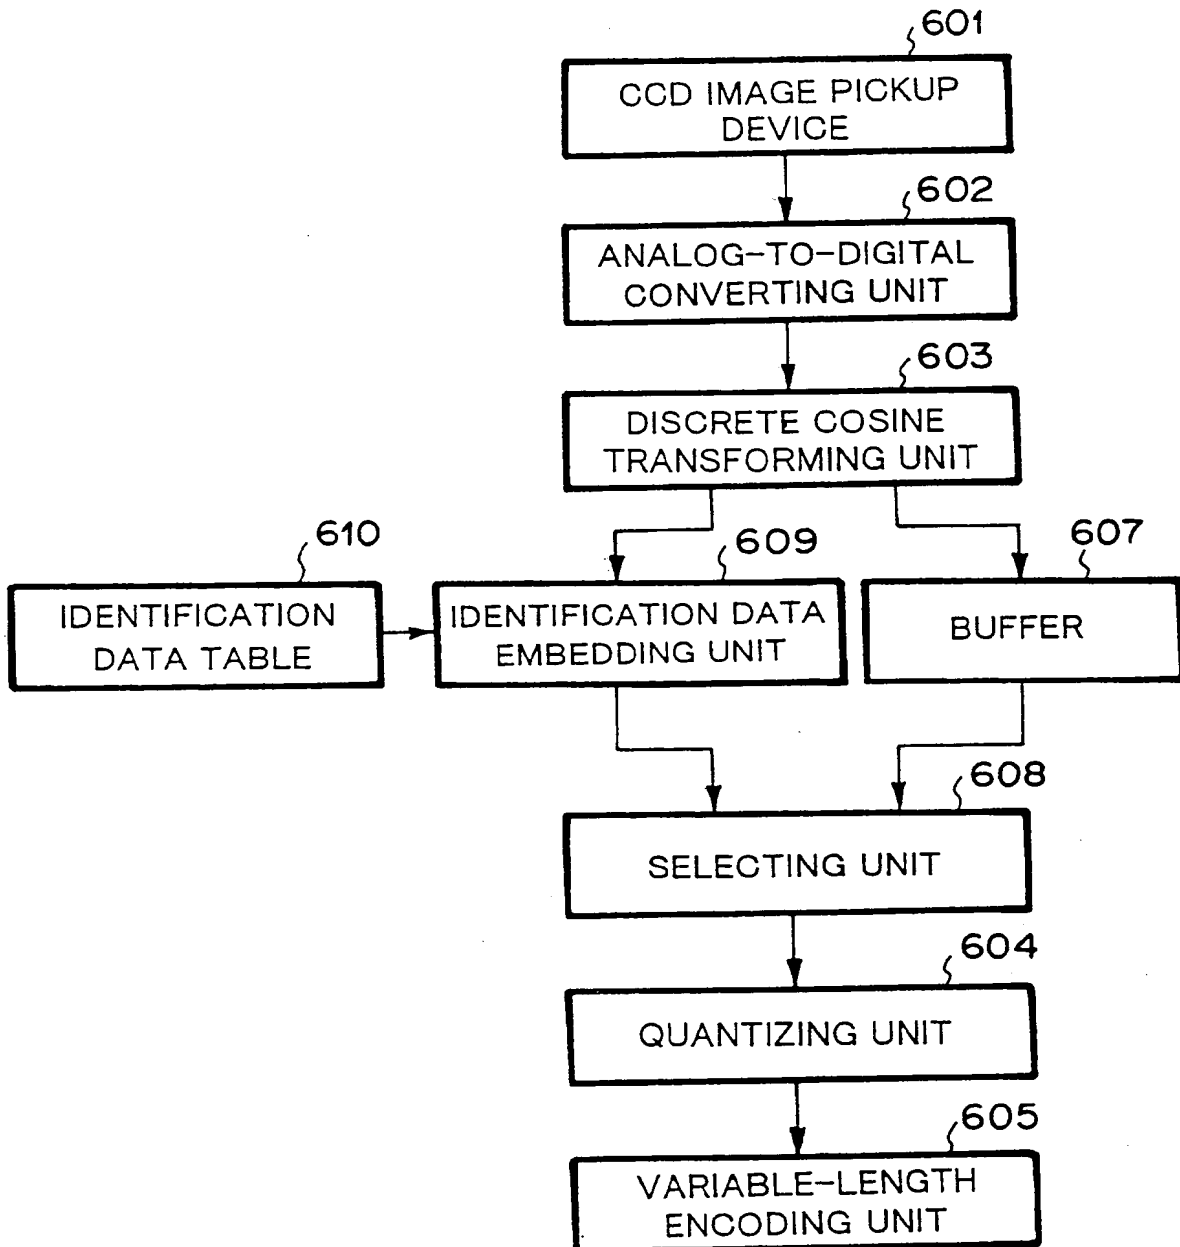 601
CCD IMAGE PICKUP
DEVICE
602
ANALOG-TO-DIGITAL
CONVERTING UNIT
603
DISCRETE COSINE
TRANSFORMING UNIT
610
IDENTIFICATION
DATA TABLE
609
IDENTIFICATION DATA
EMBEDDING UNIT
607
BUFFER
608
SELECTING UNIT
604
QUANTIZING UNIT
605
VARIABLE-LENGTH
ENCODING UNIT